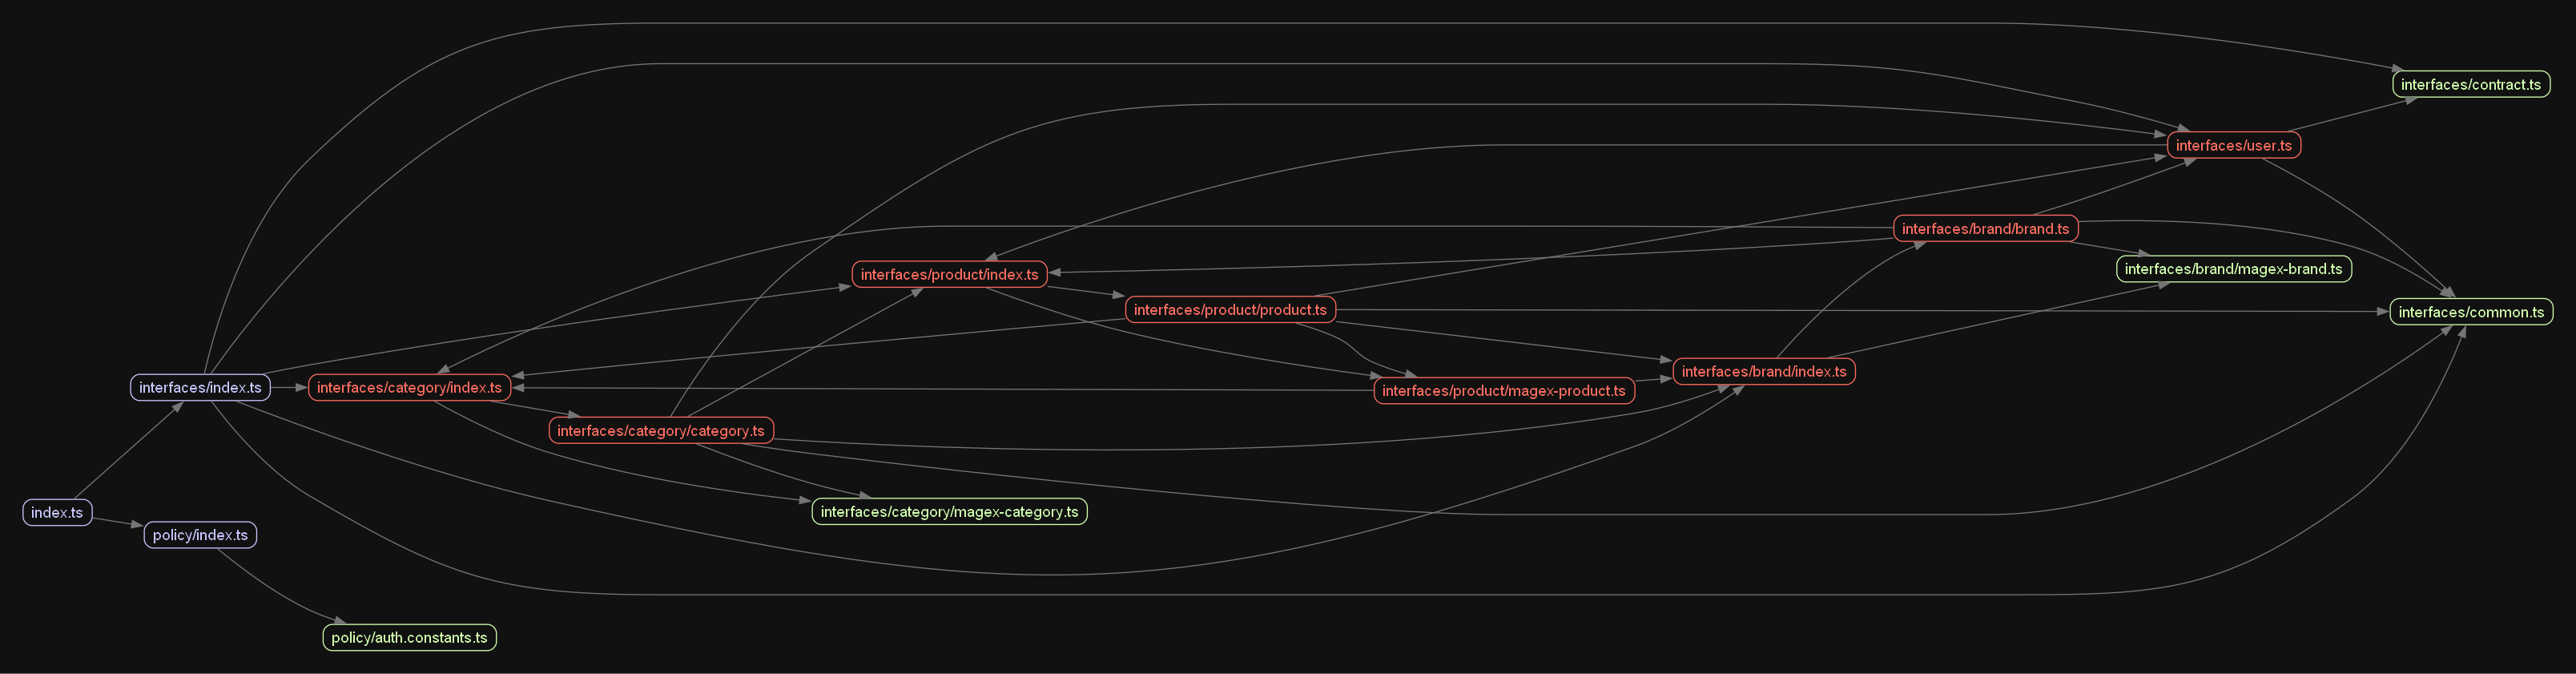 interfaces/contract.ts
interfaces/user.ts
interfaces/brand/brand.ts
interfaces/brand/magex-brand.ts
interfaces/product/index.ts
interfaces/product/product.ts
interfaces/common.ts
interfaces/brand/index.ts
interfaces/index.ts
interfaces/category/index.ts
interfaces/product/magex-product.ts
interfaces/category/category.ts
index.ts
interfaces/category/magex-category.ts
policy/index.ts
policy/auth.constants.ts